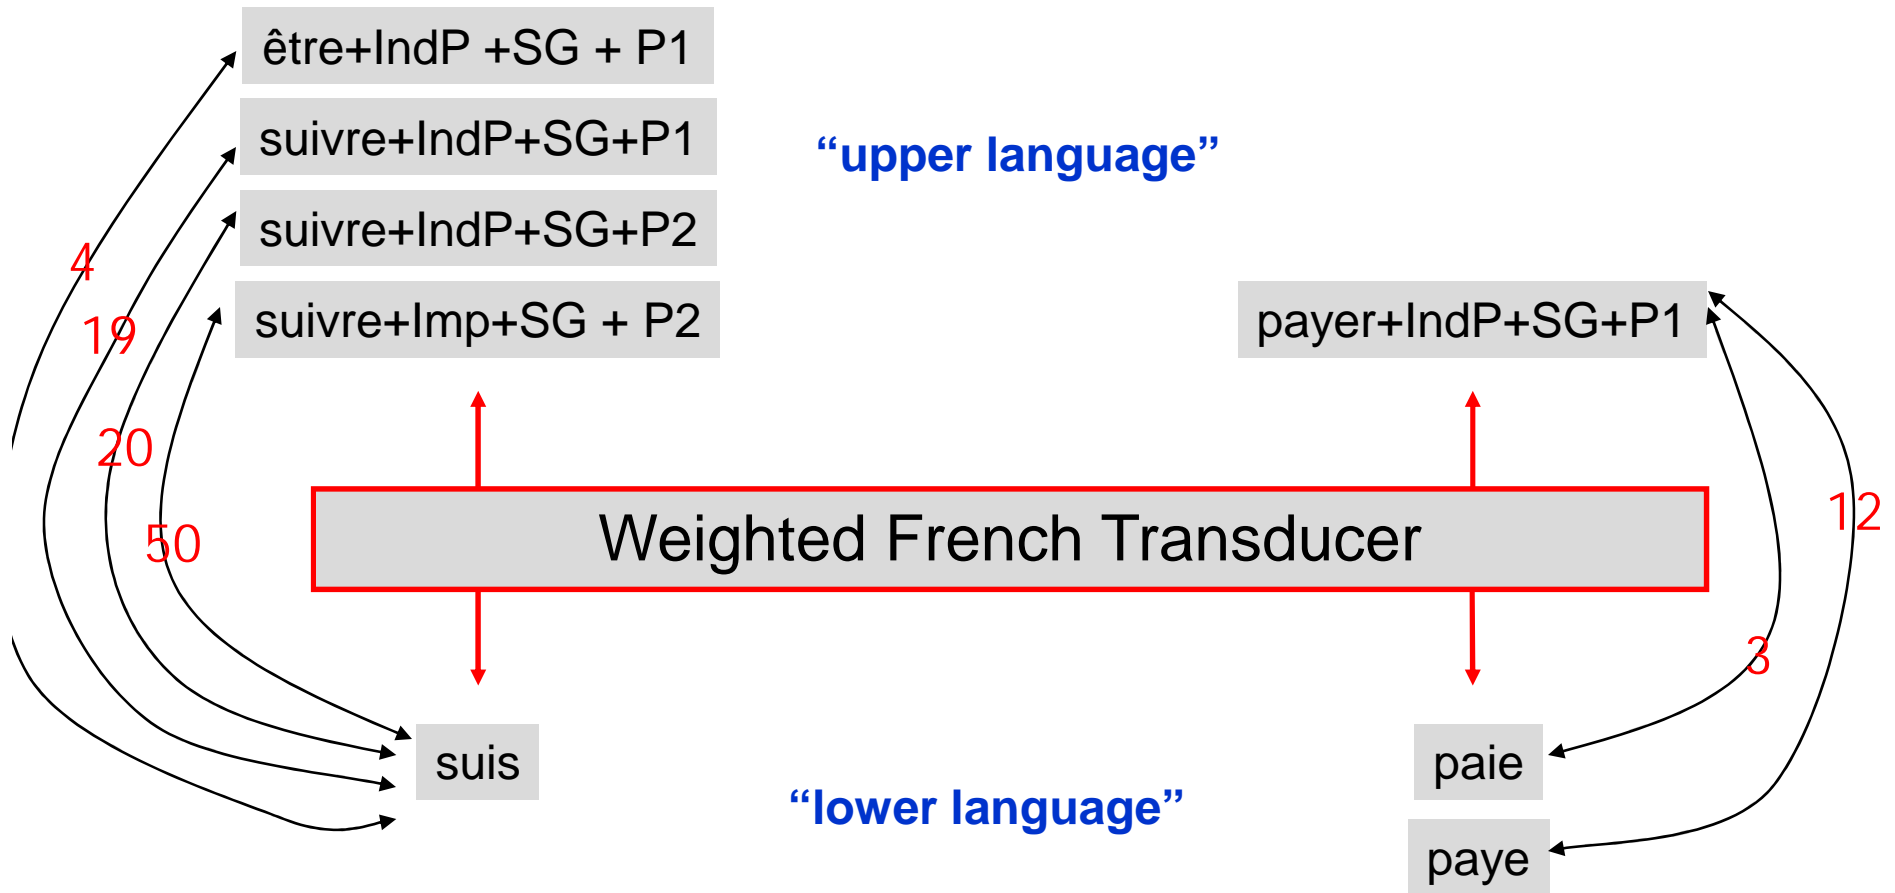 être+IndP +SG + P1
suivre+IndP+SG+P1
“upper language”
suivre+IndP+SG+P2
4
suivre+Imp+SG + P2
payer+IndP+SG+P1
19
20
12
50
Weighted French Transducer
3
suis
paie
“lower language”
paye